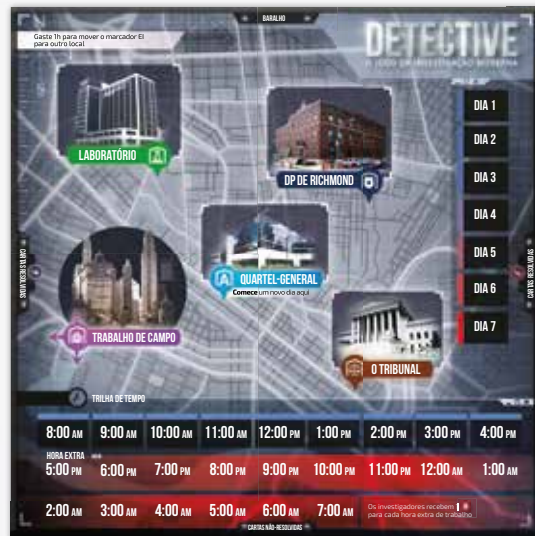 BARALHO
Gaste 1h para mover o marcador EI
para outro local
DETECTIVE
O JOGO DA INVESTIGAÇÃO MODERNA
LABORATÓRIO
DP DE RICHMOND
QUARTEL-GENERAL
Comece um novo dia aqui
TRABALHO DE CAMPO
O TRIBUNAL
DIA 1
DIA 2
DIA 3
DIA 4
DIA 5
DIA 6
DIA 7
CARTAS RESOLVIDAS
CARTAS RESOLVIDAS
TRILHA DE TEMPO
8:00 AM 9:00 AM 10:00 AM 11:00 AM 12:00 PM 1:00 PM 2:00 PM 3:00 PM 4:00 PM
HORA EXTRA
5:00 PM 6:00 PM 7:00 PM 8:00 PM 9:00 PM 10:00 PM 11:00 PM 12:00 AM 1:00 AM
2:00 AM 3:00 AM 4:00 AM 5:00 AM 6:00 AM 7:00 AM
Os investigadores recebem 1
para cada hora extra de trabalho
CARTAS NÃO-RESOLVIDAS